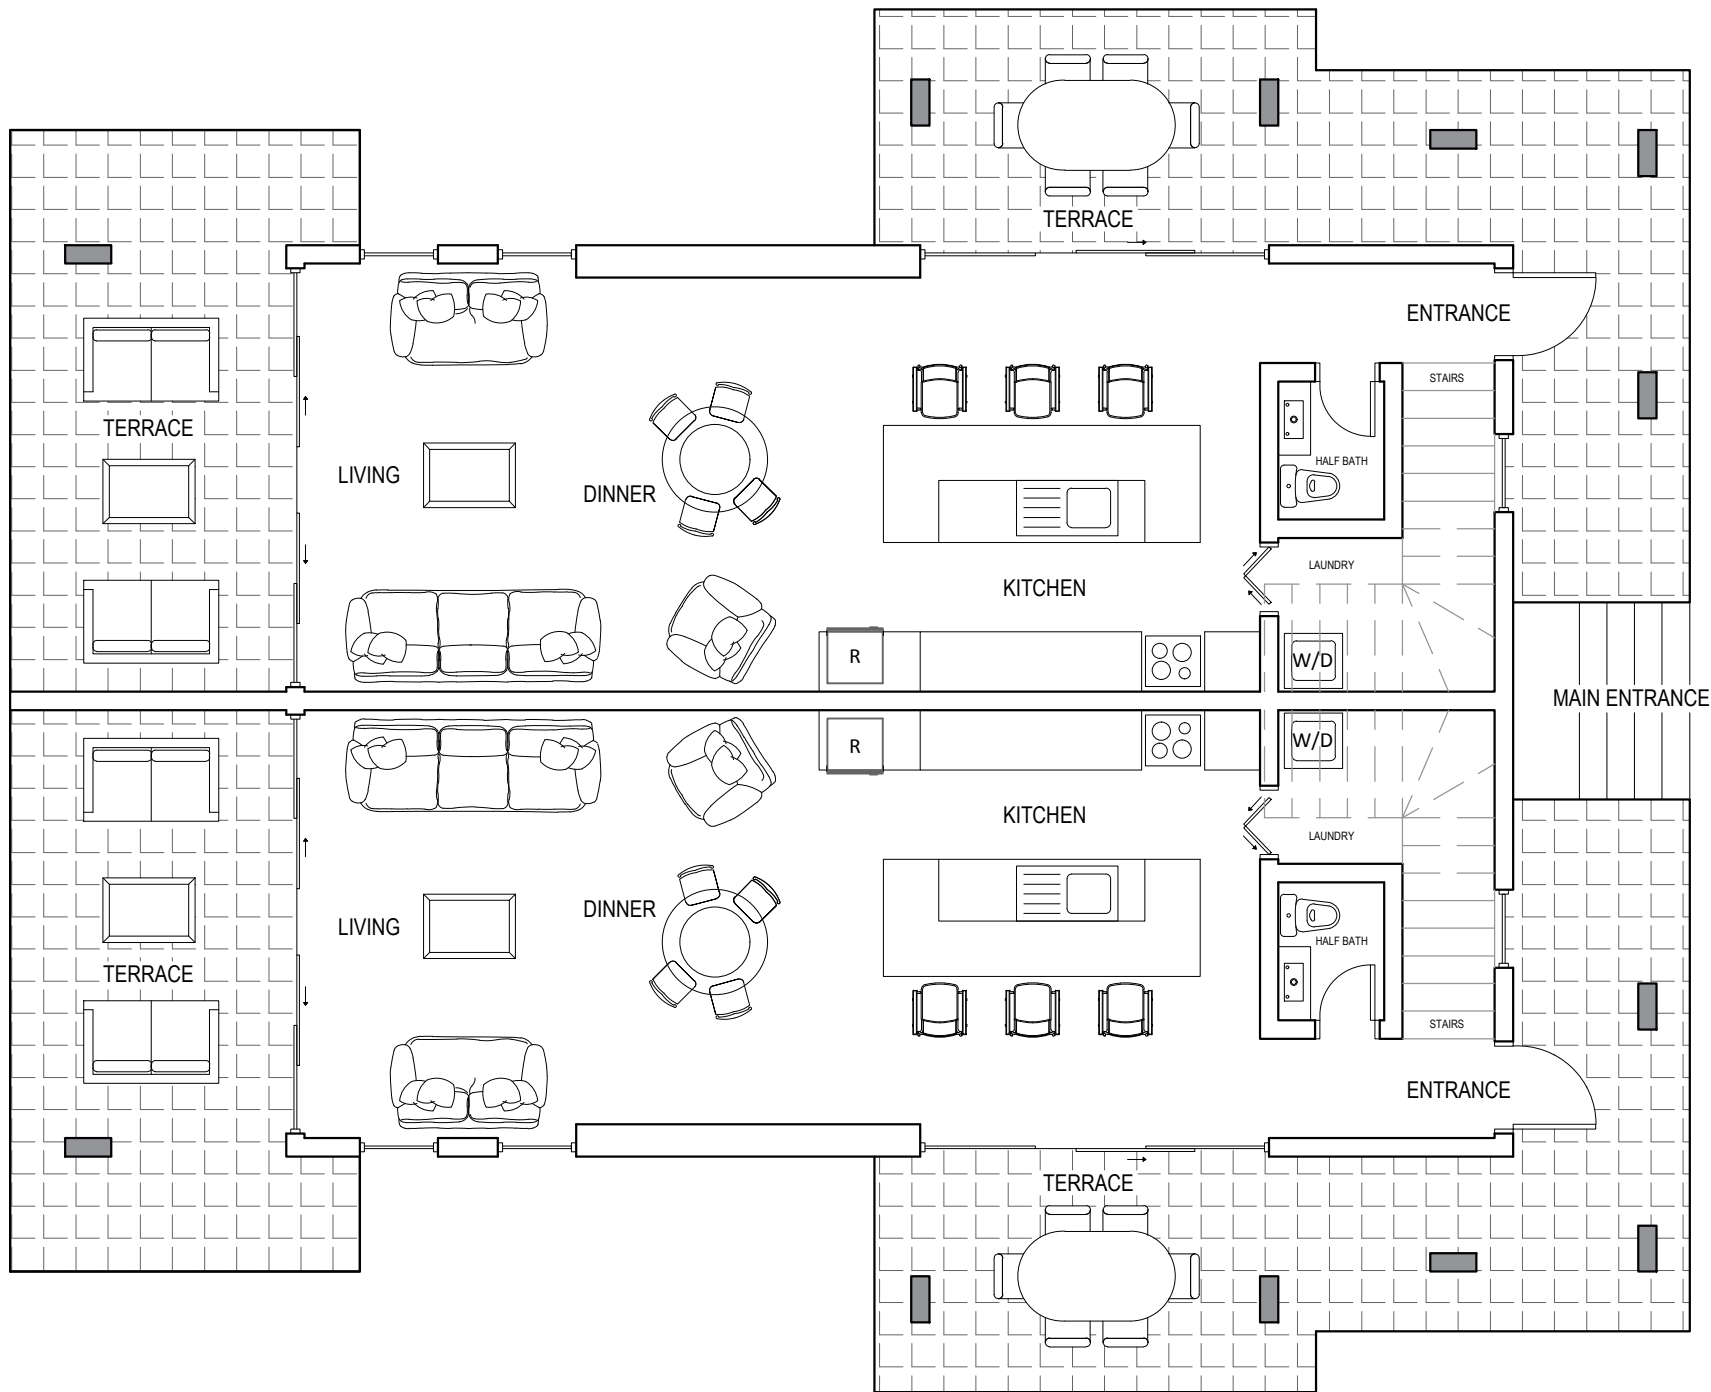 TERRACE
ENTRANCE
STAIRS
TERRACE
HALF BATH
LIVING
DINNER
LAUNDRY
KITCHEN
R
W/D
MAIN ENTRANCE
R
W/D
KITCHEN
LAUNDRY
DINNER
LIVING
HALF BATH
TERRACE
STAIRS
ENTRANCE
TERRACE